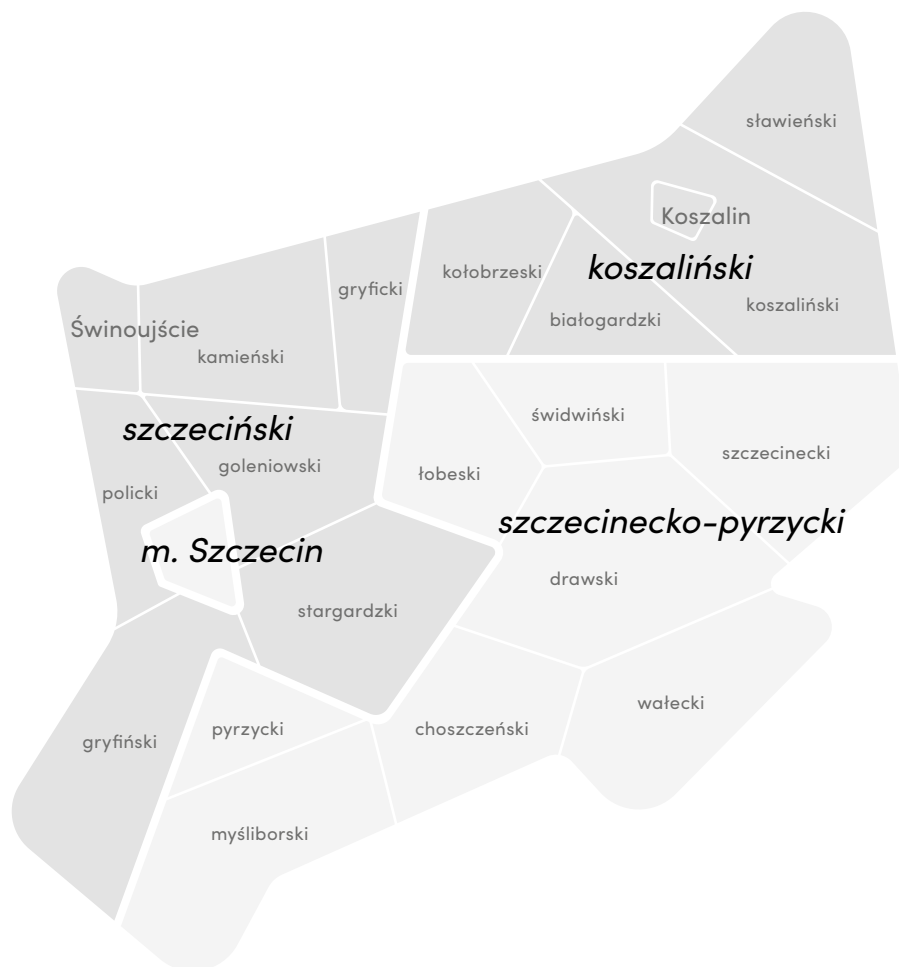 sławieński
Koszalin
koszaliński
kołobrzeski
gryficki
koszaliński
białogardzki
Świnoujście
kamieński
świdwiński
szczeciński
szczecinecki
goleniowski
łobeski
policki
szczecinecko-pyrzycki
m. Szczecin
drawski
stargardzki
wałecki
pyrzycki
choszczeński
gryfiński
myśliborski